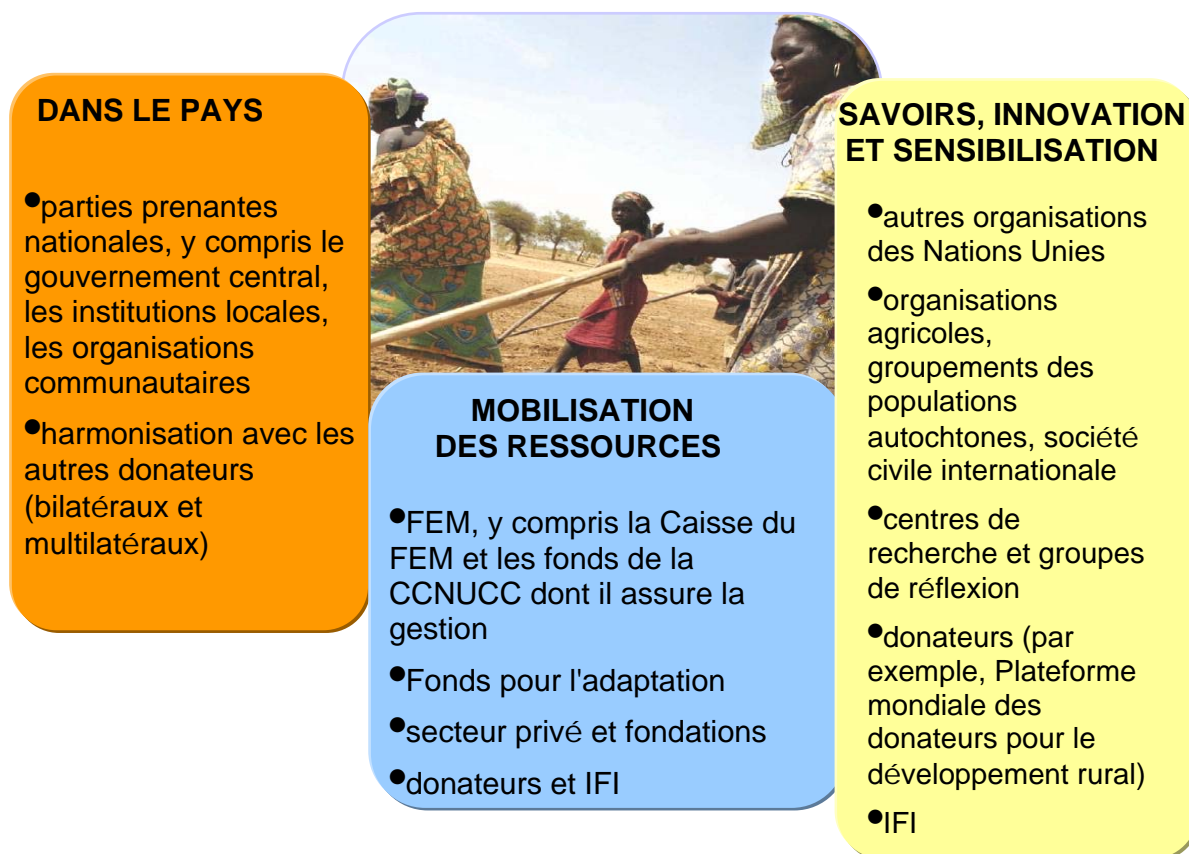 DANS LE PAYS
●parties prenantes
nationales, y compris le
gouvernement central,
les institutions locales,
les organisations
communautaires
●harmonisation avec les
autres donateurs
(bilatéraux et
multilatéraux)
MOBILISATION
DES RESSOURCES
●FEM, y compris la Caisse du
FEM et les fonds de la
CCNUCC dont il assure la
gestion
●Fonds pour l'adaptation
●secteur privé et fondations
●donateurs et IFI
SAVOIRS, INNOVATION
ET SENSIBILISATION
●autres organisations
des Nations Unies
●organisations
agricoles,
groupements des
populations
autochtones, société
civile internationale
●centres de
recherche et groupes
de réflexion
●donateurs (par
exemple, Plateforme
mondiale des
donateurs pour le
développement rural)
●IFI